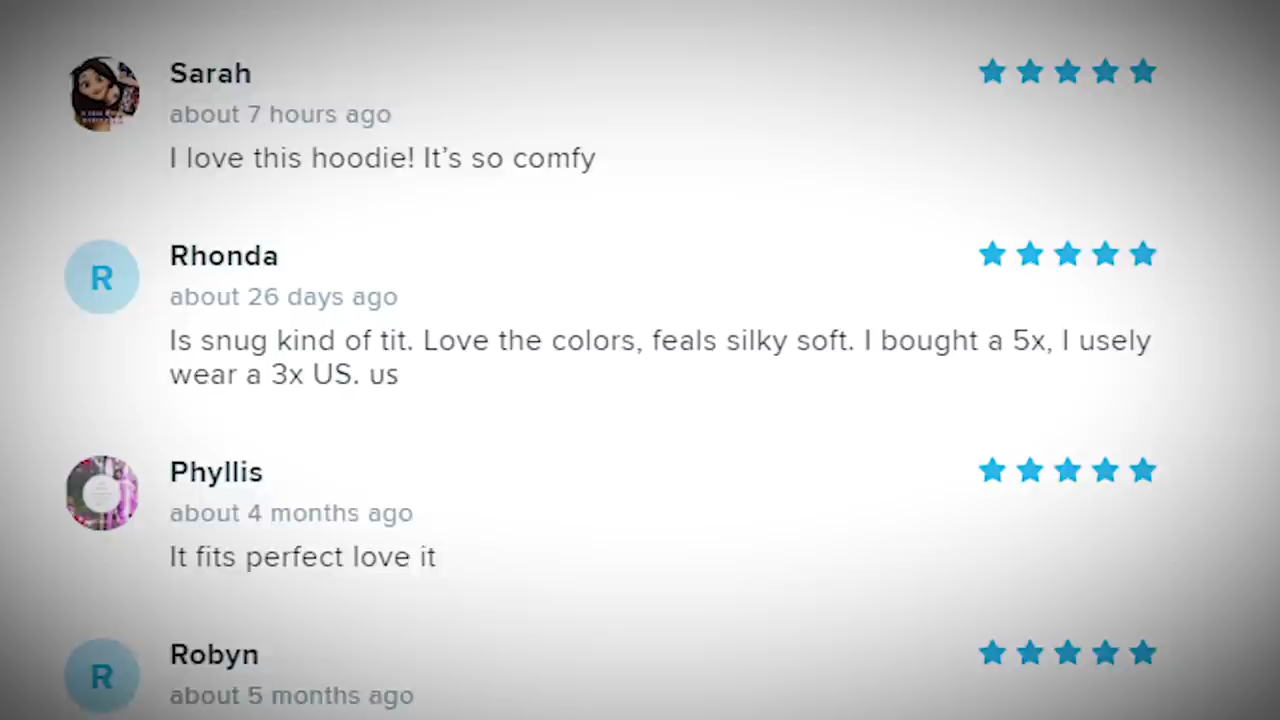 Sarah
about 7 hours ago
I love this hoodie! It's so comfy
R
Rhonda
about 26 days ago
Is snug kind of tit. Love the colors, feals silky soft. I bought a 5x, I usely
wear a 3x US. us
Phyllis
about 4 months ago
It fits perfect love it
R
Robyn
about 5 months ago